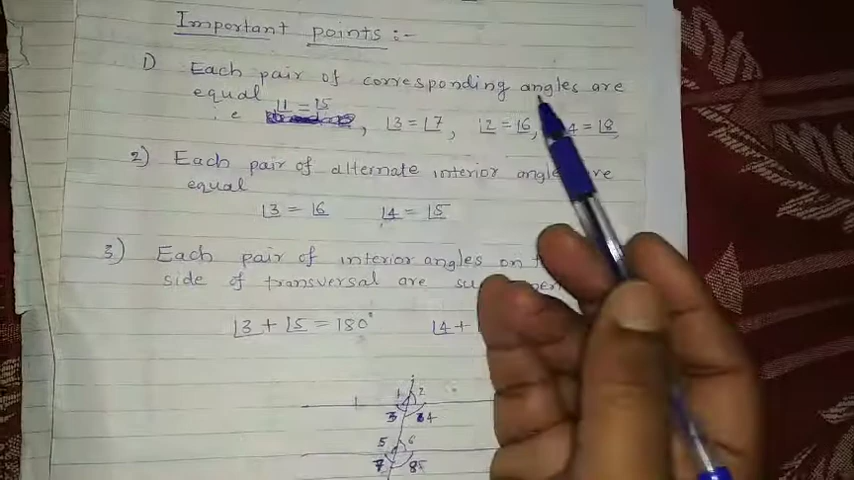 Important points :-
1) Each pair of corresponding angles are
equal ∠1 = ∠5
i.e , ∠3 = ∠7, ∠2 = ∠6, ∠4 = ∠8,
2) Each pair of alternate interior are
equal
∠3 = ∠6 ∠4 = ∠5
3) Each pair of interior angles on
side of transversal are
∠3 + ∠5 = 180° ∠4 +
l
1 2
3 4
5 6
7 8